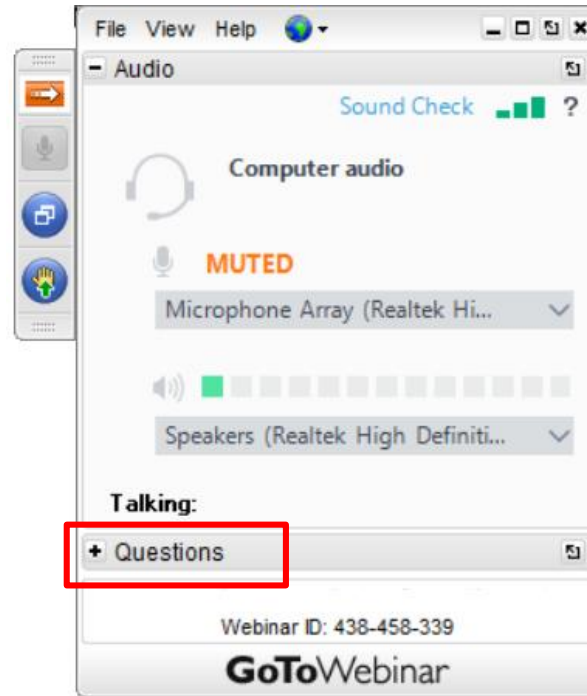 File View Help
Audio
Sound Check ?
Computer audio
MUTED
Microphone Array (Realtek Hi...
Speakers (Realtek High Definiti...
Talking:
Questions
Webinar ID: 438-458-339
GoToWebinar